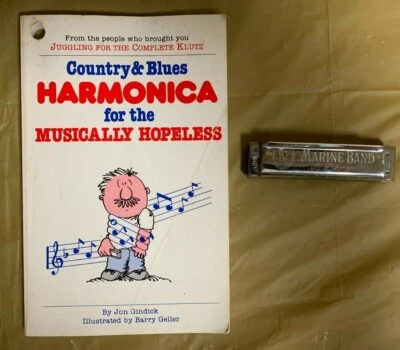 From the people who brought you
JUGGLING FOR THE COMPLETE KLUTZ
Country & Blues
HARMONICA
for the
MUSICALLY HOPELESS
By Jon Gindick
Illustrated by Barry Geller
MARINE BAND